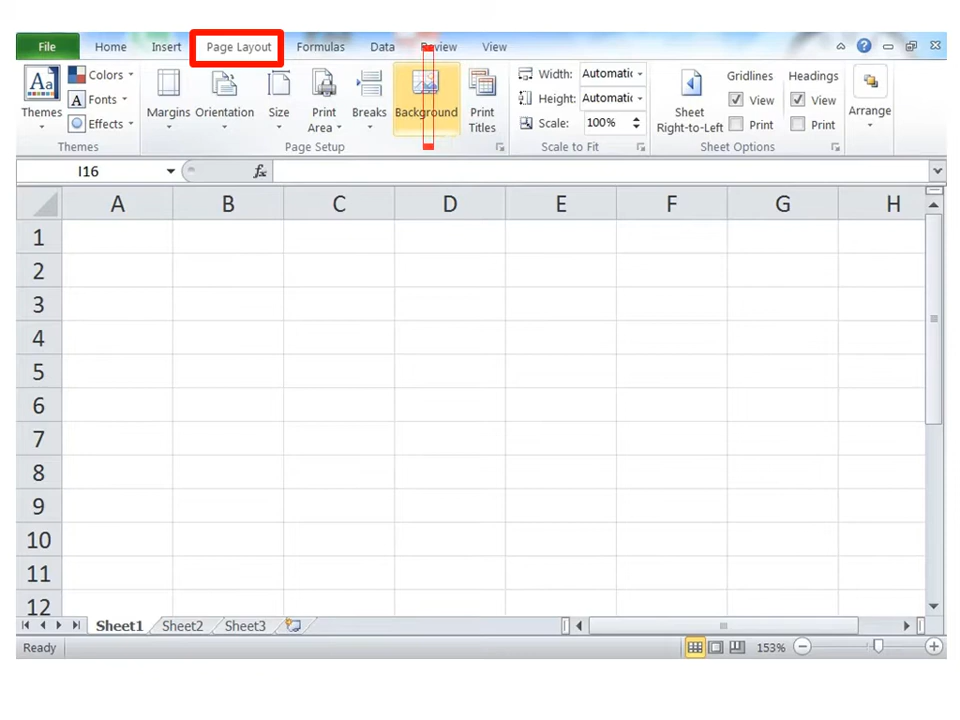 File Home Insert Page Layout Formulas Data Review View
Themes Colors Fonts Effects
Themes
Margins Orientation Size Print Area Breaks Background Print Titles
Page Setup
Width: Automatic
Height: Automatic
Scale: 100%
Scale to Fit
Sheet Right-to-Left
Gridlines View Print
Headings View Print
Sheet Options
Arrange
I16 fx
A B C D E F G H
1
2
3
4
5
6
7
8
9
10
11
12
Sheet1 Sheet2 Sheet3
Ready 153%